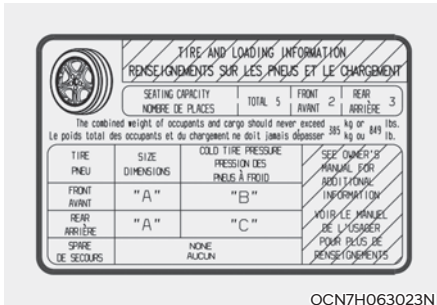 TIRE AND LOADING INFORMATION
RENSEIGNEMENTS SUR LES PNEUS ET LE CHARGEMENT
SEATING CAPACITY
NOMBRE DE PLACES
TOTAL 5
FRONT
AVANT 2
REAR
ARRIÈRE 3
The combined weight of occupants and cargo should never exceed 385 kg or 849 lbs.
Le poids total des occupants et du chargement ne doit jamais dépasser 385 kg ou 849 lb.
TIRE
PNEU
SIZE
DIMENSIONS
COLD TIRE PRESSURE
PRESSION DES
PNEUS À FROID
SEE OWNER'S
MANUAL FOR
ADDITIONAL
INFORMATION
FRONT
AVANT
"A"
"B"
REAR
ARRIÈRE
"A"
"C"
VOIR LE MANUEL
DE L'USAGER
POUR PLUS DE
RENSEIGNEMENTS
SPARE
DE SECOURS
NONE
AUCUN
OCN7H063023N